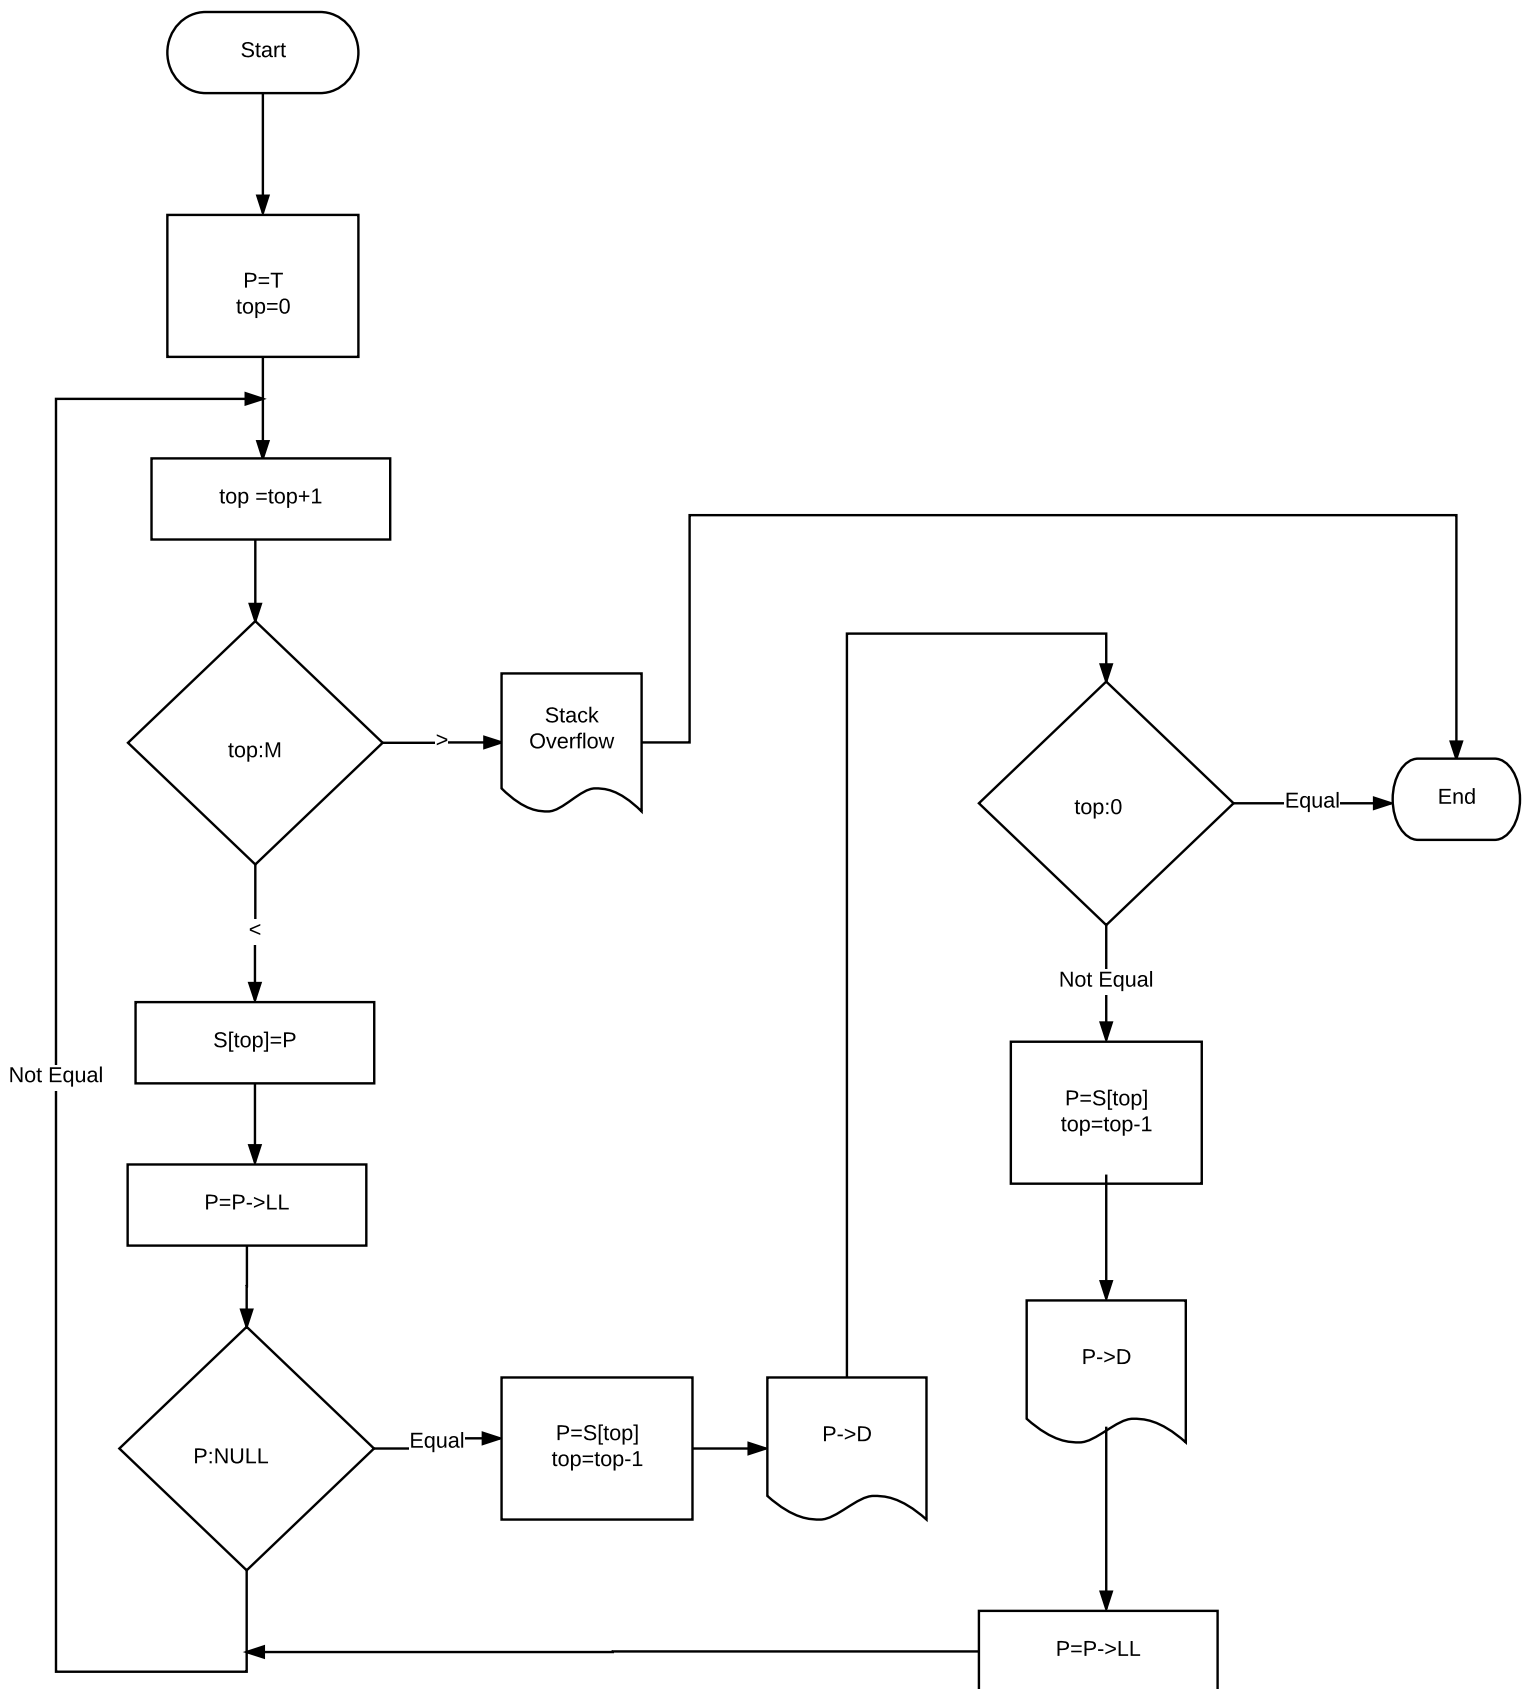 Start
P=T
top=0
top =top+1
top:M
>
Stack
Overflow
<
S[top]=P
Not Equal
P=P->LL
P:NULL
Equal
P=S[top]
top=top-1
P->D
top:0
Equal
End
Not Equal
P=S[top]
top=top-1
P->D
P=P->LL